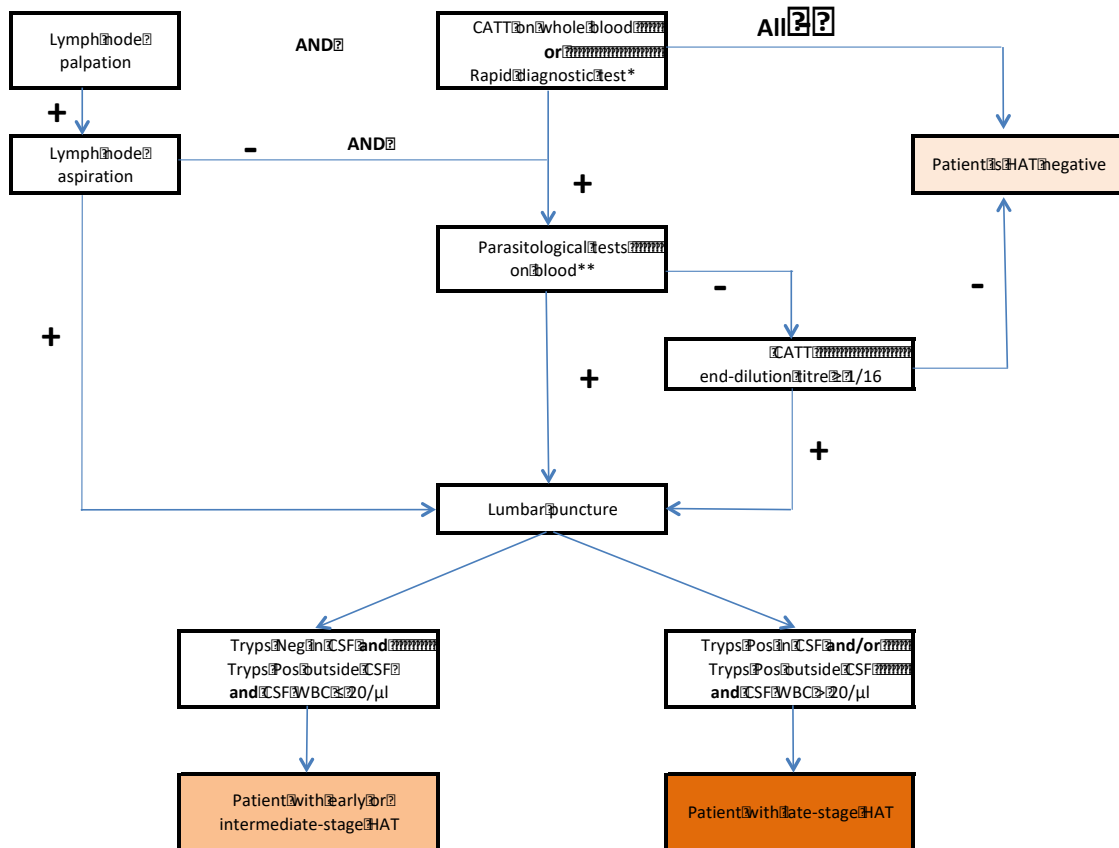 Lymph node
palpation
AND
CATT on whole blood
or
Rapid diagnostic test*
All
+
Lymph node
aspiration
-
AND
Patient is HAT negative
+
Parasitological tests
on blood**
-
-
+
CATT
end-dilution titre ≥ 1/16
+
+
Lumbar puncture
Tryps Neg in CSF and
Tryps Pos outside CSF
and CSF WBC ≤ 20/µl
Tryps Pos in CSF and/or
Tryps Pos outside CSF
and CSF WBC > 20/µl
Patient with early or
intermediate-stage HAT
Patient with late-stage HAT